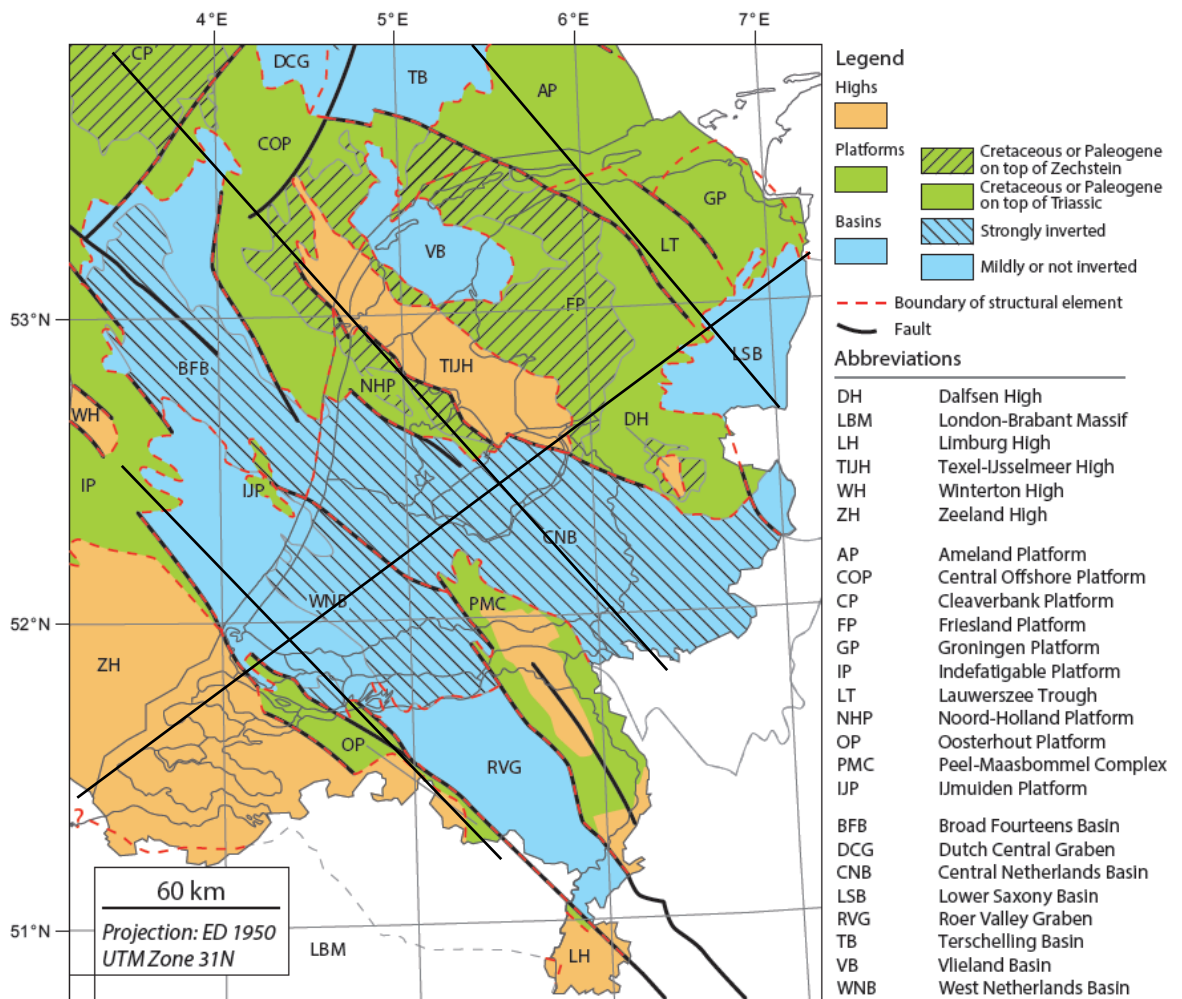 4°E 5°E 6°E 7°E
CP
DCG
TB
AP
COP
GP
LT
VB
FP
53°N
BFB
TIJH
LSB
NHP
WH
DH
IP
IJP
CNB
WNB
PMC
52°N
ZH
OP
RVG
?
60 km
Projection: ED 1950
UTM Zone 31N
51°N
LBM
LH
Legend
Highs
Platforms
Cretaceous or Paleogene
on top of Zechstein
Cretaceous or Paleogene
on top of Triassic
Basins
Strongly inverted
Mildly or not inverted
Boundary of structural element
Fault
Abbreviations
DH Dalfsen High
LBM London-Brabant Massif
LH Limburg High
TIJH Texel-IJsselmeer High
WH Winterton High
ZH Zeeland High
AP Ameland Platform
COP Central Offshore Platform
CP Cleaverbank Platform
FP Friesland Platform
GP Groningen Platform
IP Indefatigable Platform
LT Lauwerszee Trough
NHP Noord-Holland Platform
OP Oosterhout Platform
PMC Peel-Maasbommel Complex
IJP IJmuiden Platform
BFB Broad Fourteens Basin
DCG Dutch Central Graben
CNB Central Netherlands Basin
LSB Lower Saxony Basin
RVG Roer Valley Graben
TB Terschelling Basin
VB Vlieland Basin
WNB West Netherlands Basin